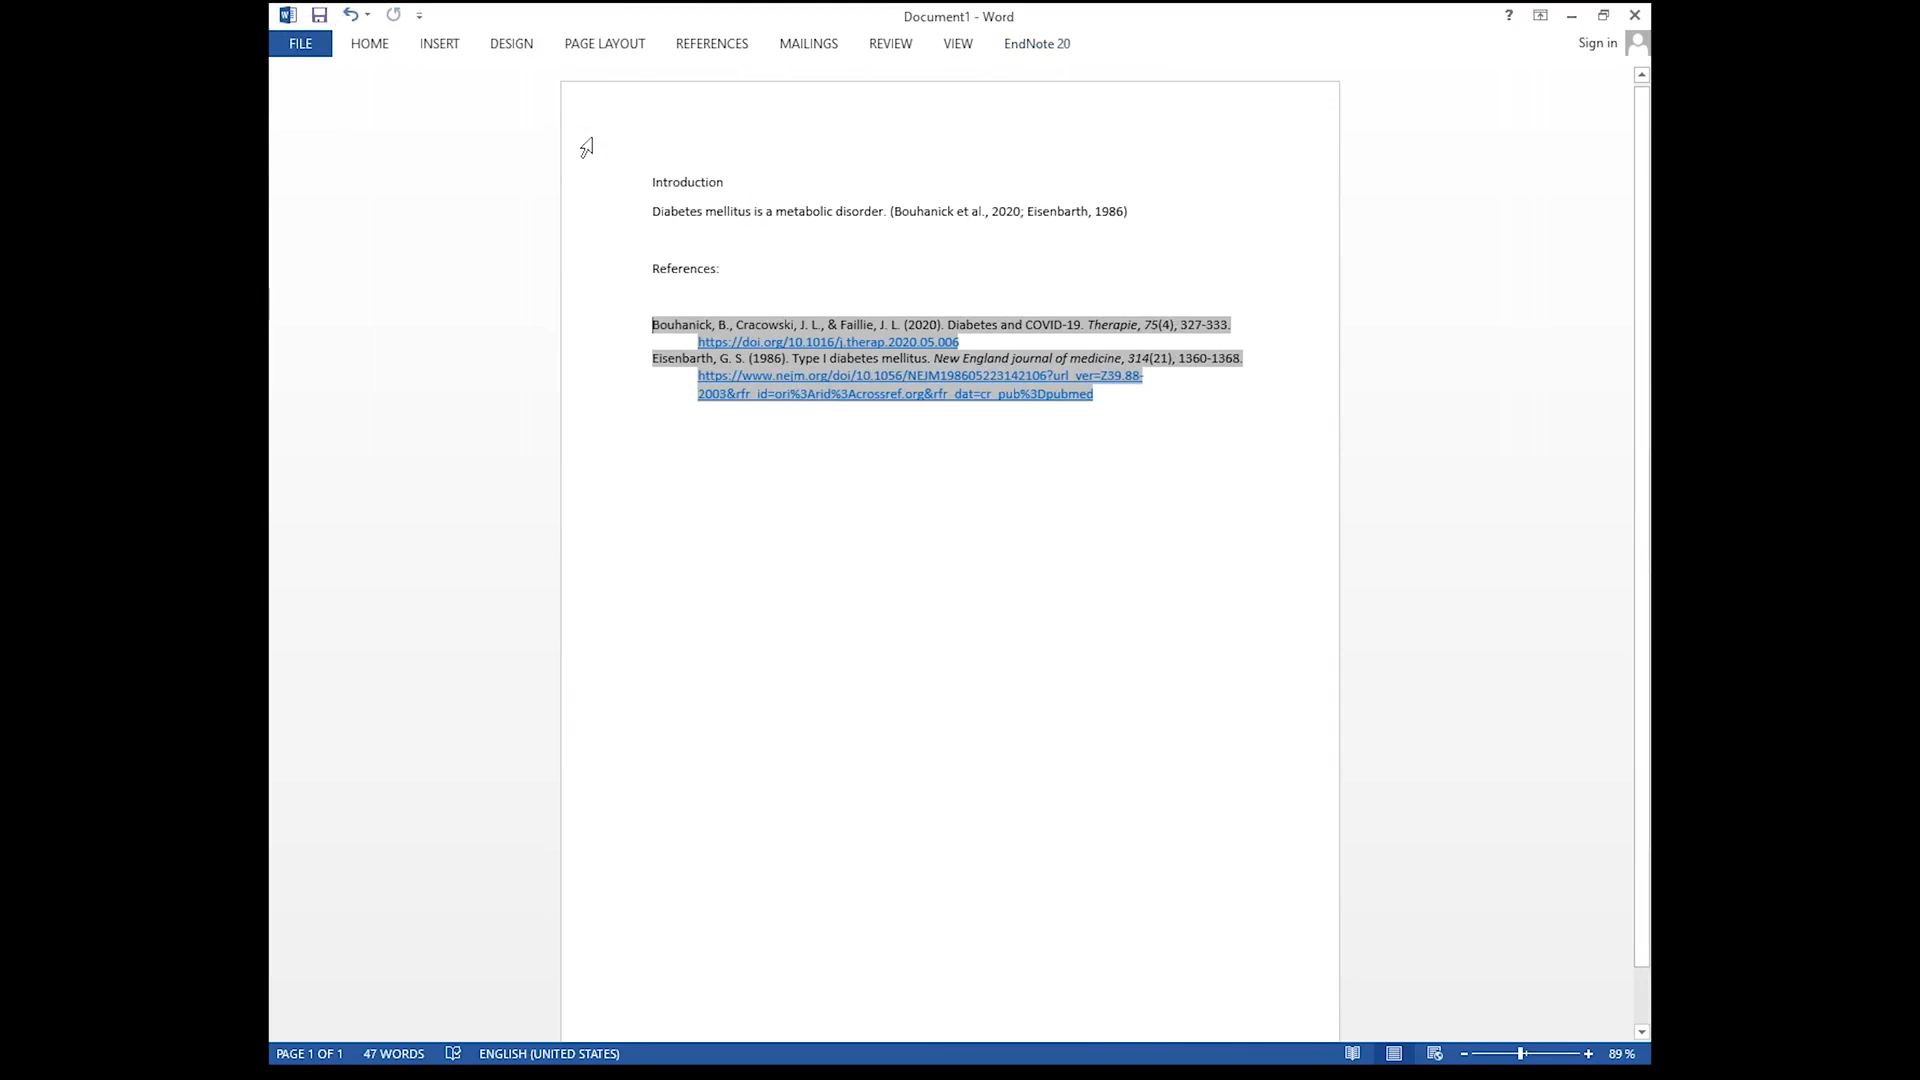 Document1 - Word
?
FILE HOME INSERT DESIGN PAGE LAYOUT REFERENCES MAILINGS REVIEW VIEW EndNote 20
Sign in
Introduction
Diabetes mellitus is a metabolic disorder. (Bouhanick et al., 2020; Eisenbarth, 1986)
References:
Bouhanick, B., Cracowski, J. L., & Faillie, J. L. (2020). Diabetes and COVID-19. Therapie, 75(4), 327-333.
https://doi.org/10.1016/j.therap.2020.05.006
Eisenbarth, G. S. (1986). Type I diabetes mellitus. New England journal of medicine, 314(21), 1360-1368.
https://www.nejm.org/doi/10.1056/NEJM198605223142106?url_ver=Z39.88-
2003&rfr_id=ori%3Arid%3Acrossref.org&rfr_dat=cr_pub%3Dpubmed
PAGE 1 OF 1 47 WORDS ENGLISH (UNITED STATES) 89 %